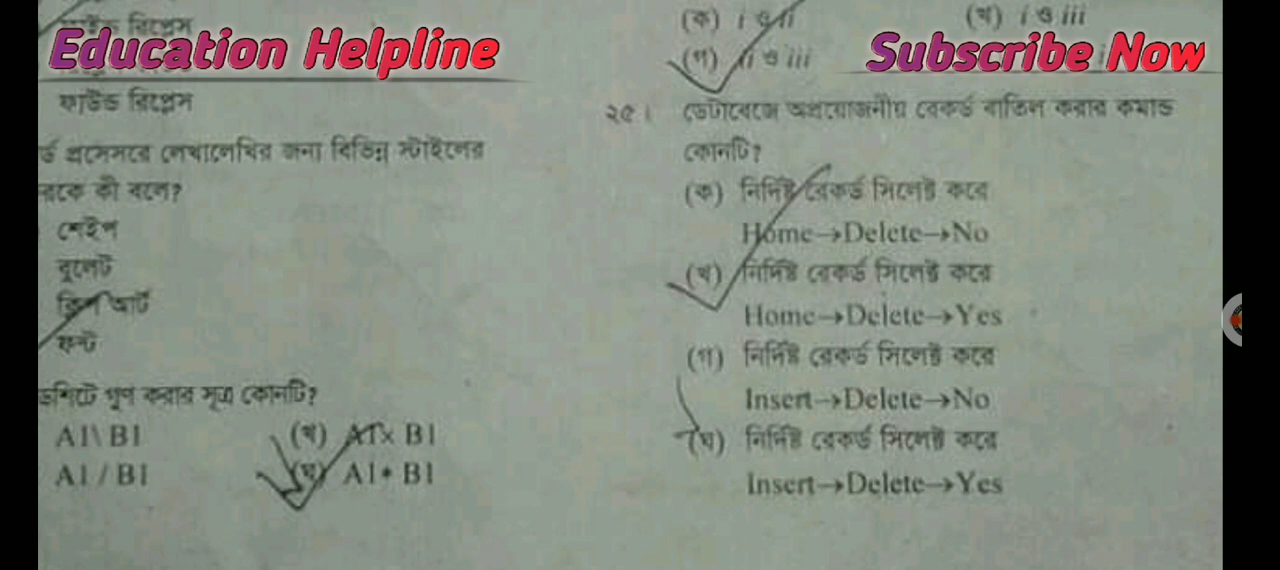 Education Helpline
ফাইন্ড রিপ্লেস
র্ড প্রসেসরে লেখালেখির জন্য বিভিন্ন স্টাইলের
রকে কী বলে?
শেইপ
বুলেট
ক্লিপ আর্ট
ফন্ট
ডশিটে গুণ করার সূত্র কোনটি?
A1\B1
(খ) A1× B1
A1 / B1
(ঘ) A1* B1
(ক) i ও ii
(খ) i ও iii
(গ) ii ও iii
Subscribe Now
২৫। ডেটাবেজে অপ্রয়োজনীয় রেকর্ড বাতিল করার কমান্ড
কোনটি?
(ক) নির্দিষ্ট রেকর্ড সিলেক্ট করে
Home→Delete→No
(খ) নির্দিষ্ট রেকর্ড সিলেক্ট করে
Home→Delete→Yes
(গ) নির্দিষ্ট রেকর্ড সিলেক্ট করে
Insert→Delete→No
(ঘ) নির্দিষ্ট রেকর্ড সিলেক্ট করে
Insert→Delete→Yes